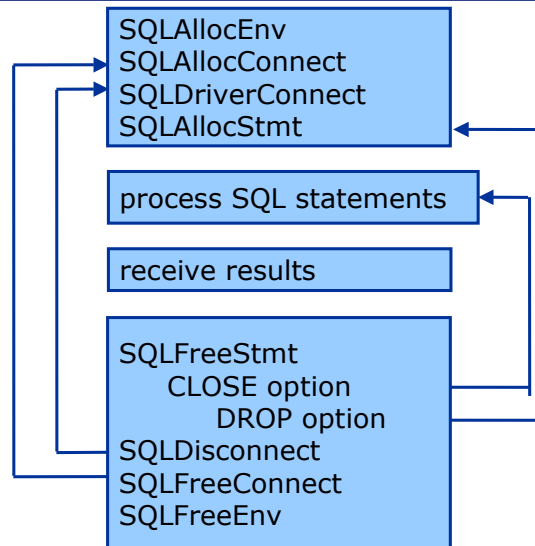 SQLAllocEnv
SQLAllocConnect
SQLDriverConnect
SQLAllocStmt
process SQL statements
receive results
SQLFreeStmt
CLOSE option
DROP option
SQLDisconnect
SQLFreeConnect
SQLFreeEnv